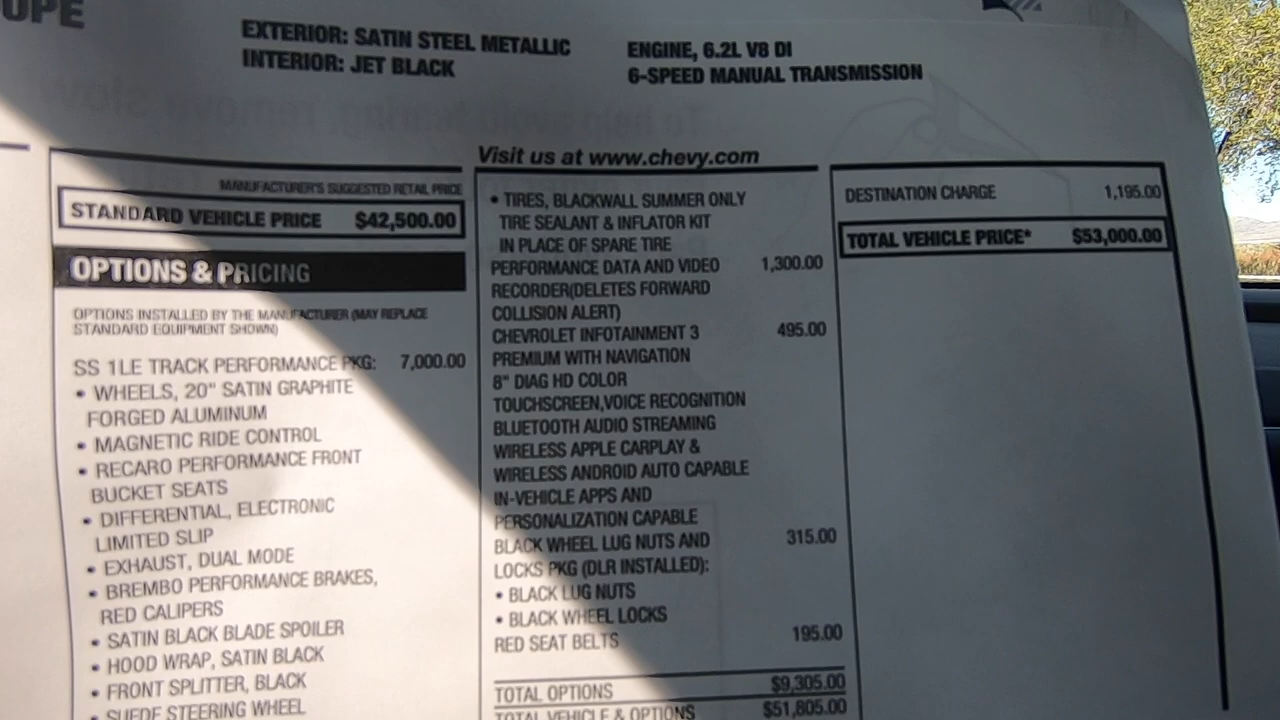 OUPE
EXTERIOR: SATIN STEEL METALLIC
INTERIOR: JET BLACK
ENGINE, 6.2L V8 DI
6-SPEED MANUAL TRANSMISSION
Visit us at www.chevy.com
MANUFACTURER'S SUGGESTED RETAIL PRICE
STANDARD VEHICLE PRICE $42,500.00
OPTIONS & PRICING
OPTIONS INSTALLED BY THE MANUFACTURER (MAY REPLACE
STANDARD EQUIPMENT SHOWN)
SS 1LE TRACK PERFORMANCE PKG: 7,000.00
• WHEELS, 20" SATIN GRAPHITE
FORGED ALUMINUM
• MAGNETIC RIDE CONTROL
• RECARO PERFORMANCE FRONT
BUCKET SEATS
• DIFFERENTIAL, ELECTRONIC
LIMITED SLIP
• EXHAUST, DUAL MODE
• BREMBO PERFORMANCE BRAKES,
RED CALIPERS
• SATIN BLACK BLADE SPOILER
• HOOD WRAP, SATIN BLACK
• FRONT SPLITTER, BLACK
• SUEDE STEERING WHEEL
• TIRES, BLACKWALL SUMMER ONLY
TIRE SEALANT & INFLATOR KIT
IN PLACE OF SPARE TIRE
PERFORMANCE DATA AND VIDEO 1,300.00
RECORDER(DELETES FORWARD
COLLISION ALERT)
CHEVROLET INFOTAINMENT 3 495.00
PREMIUM WITH NAVIGATION
8" DIAG HD COLOR
TOUCHSCREEN,VOICE RECOGNITION
BLUETOOTH AUDIO STREAMING
WIRELESS APPLE CARPLAY &
WIRELESS ANDROID AUTO CAPABLE
IN-VEHICLE APPS AND
PERSONALIZATION CAPABLE
BLACK WHEEL LUG NUTS AND 315.00
LOCKS PKG (DLR INSTALLED):
• BLACK LUG NUTS
• BLACK WHEEL LOCKS
RED SEAT BELTS 195.00
TOTAL OPTIONS $9,305.00
TOTAL VEHICLE & OPTIONS $51,805.00
DESTINATION CHARGE 1,195.00
TOTAL VEHICLE PRICE* $53,000.00